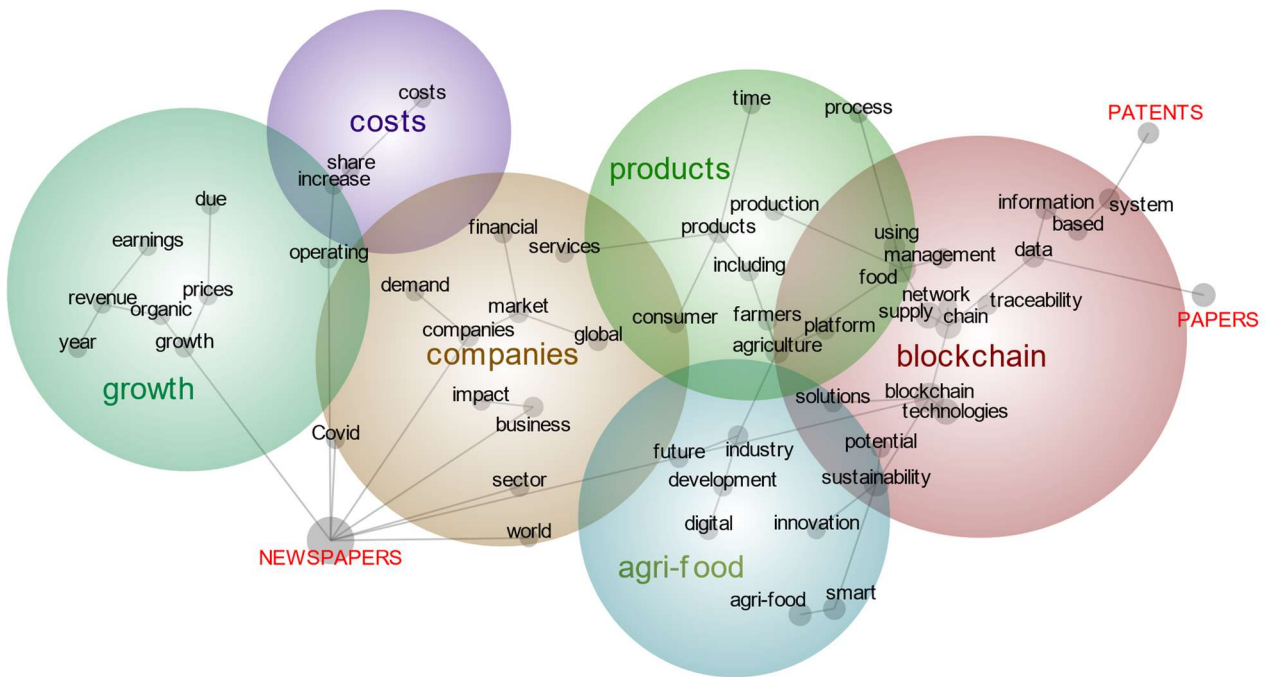 costs
costs
share
increase
operating
due
earnings
revenue
organic
prices
year
growth
growth
financial
services
demand
market
companies
global
companies
impact
business
Covid
sector
world
NEWSPAPERS
time
process
products
production
products
including
consumer
farmers
platform
agriculture
using
management
food
network
supply
chain
traceability
information
based
system
data
PATENTS
PAPERS
blockchain
solutions
blockchain
technologies
potential
sustainability
future
industry
development
digital
innovation
agri-food
agri-food
smart